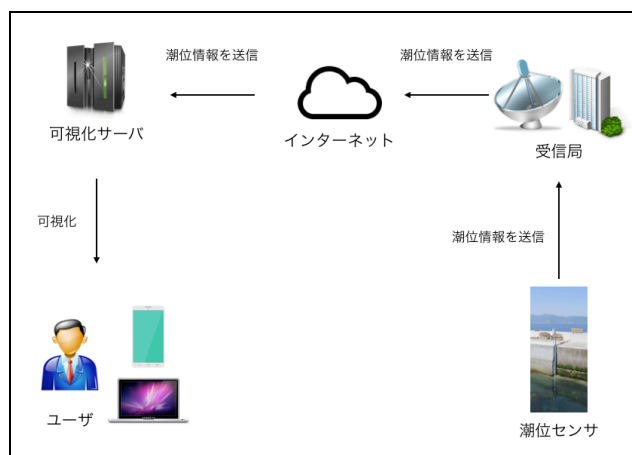 潮位情報を送信
潮位情報を送信
可視化サーバ
インターネット
受信局
可視化
潮位情報を送信
ユーザ
潮位センサ